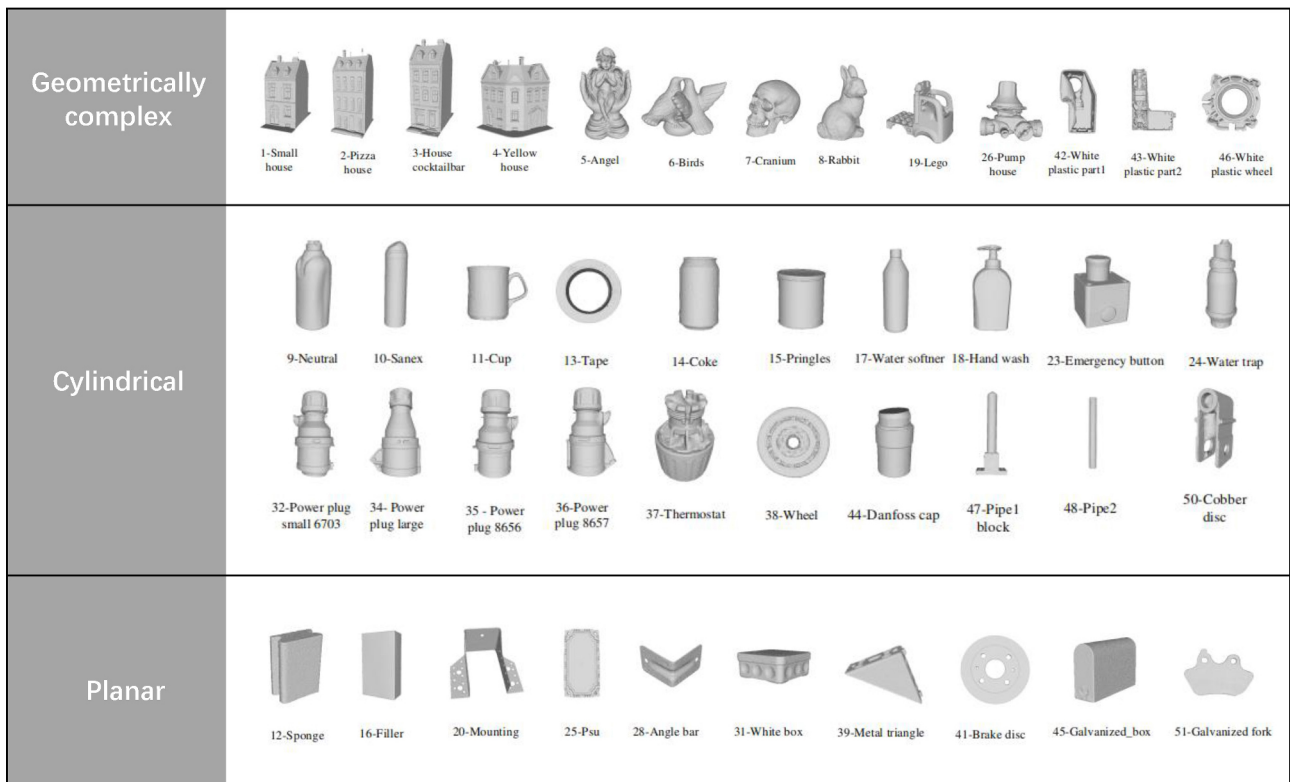 Geometrically
complex
1-Small
house
2-Pizza
house
3-House
cocktailbar
4-Yellow
house
5-Angel
6-Birds
7-Cranium
8-Rabbit
19-Lego
26-Pump
house
42-White
plastic part1
43-White
plastic part2
46-White
plastic wheel
Cylindrical
9-Neutral
10-Sanex
11-Cup
13-Tape
14-Coke
15-Pringles
17-Water softner
18-Hand wash
23-Emergency button
24-Water trap
32-Power plug
small 6703
34- Power
plug large
35 - Power
plug 8656
36-Power
plug 8657
37-Thermostat
38-Wheel
44-Danfoss cap
47-Pipe1
block
48-Pipe2
50-Cobber
disc
Planar
12-Sponge
16-Filler
20-Mounting
25-Psu
28-Angle bar
31-White box
39-Metal triangle
41-Brake disc
45-Galvanized_box
51-Galvanized fork